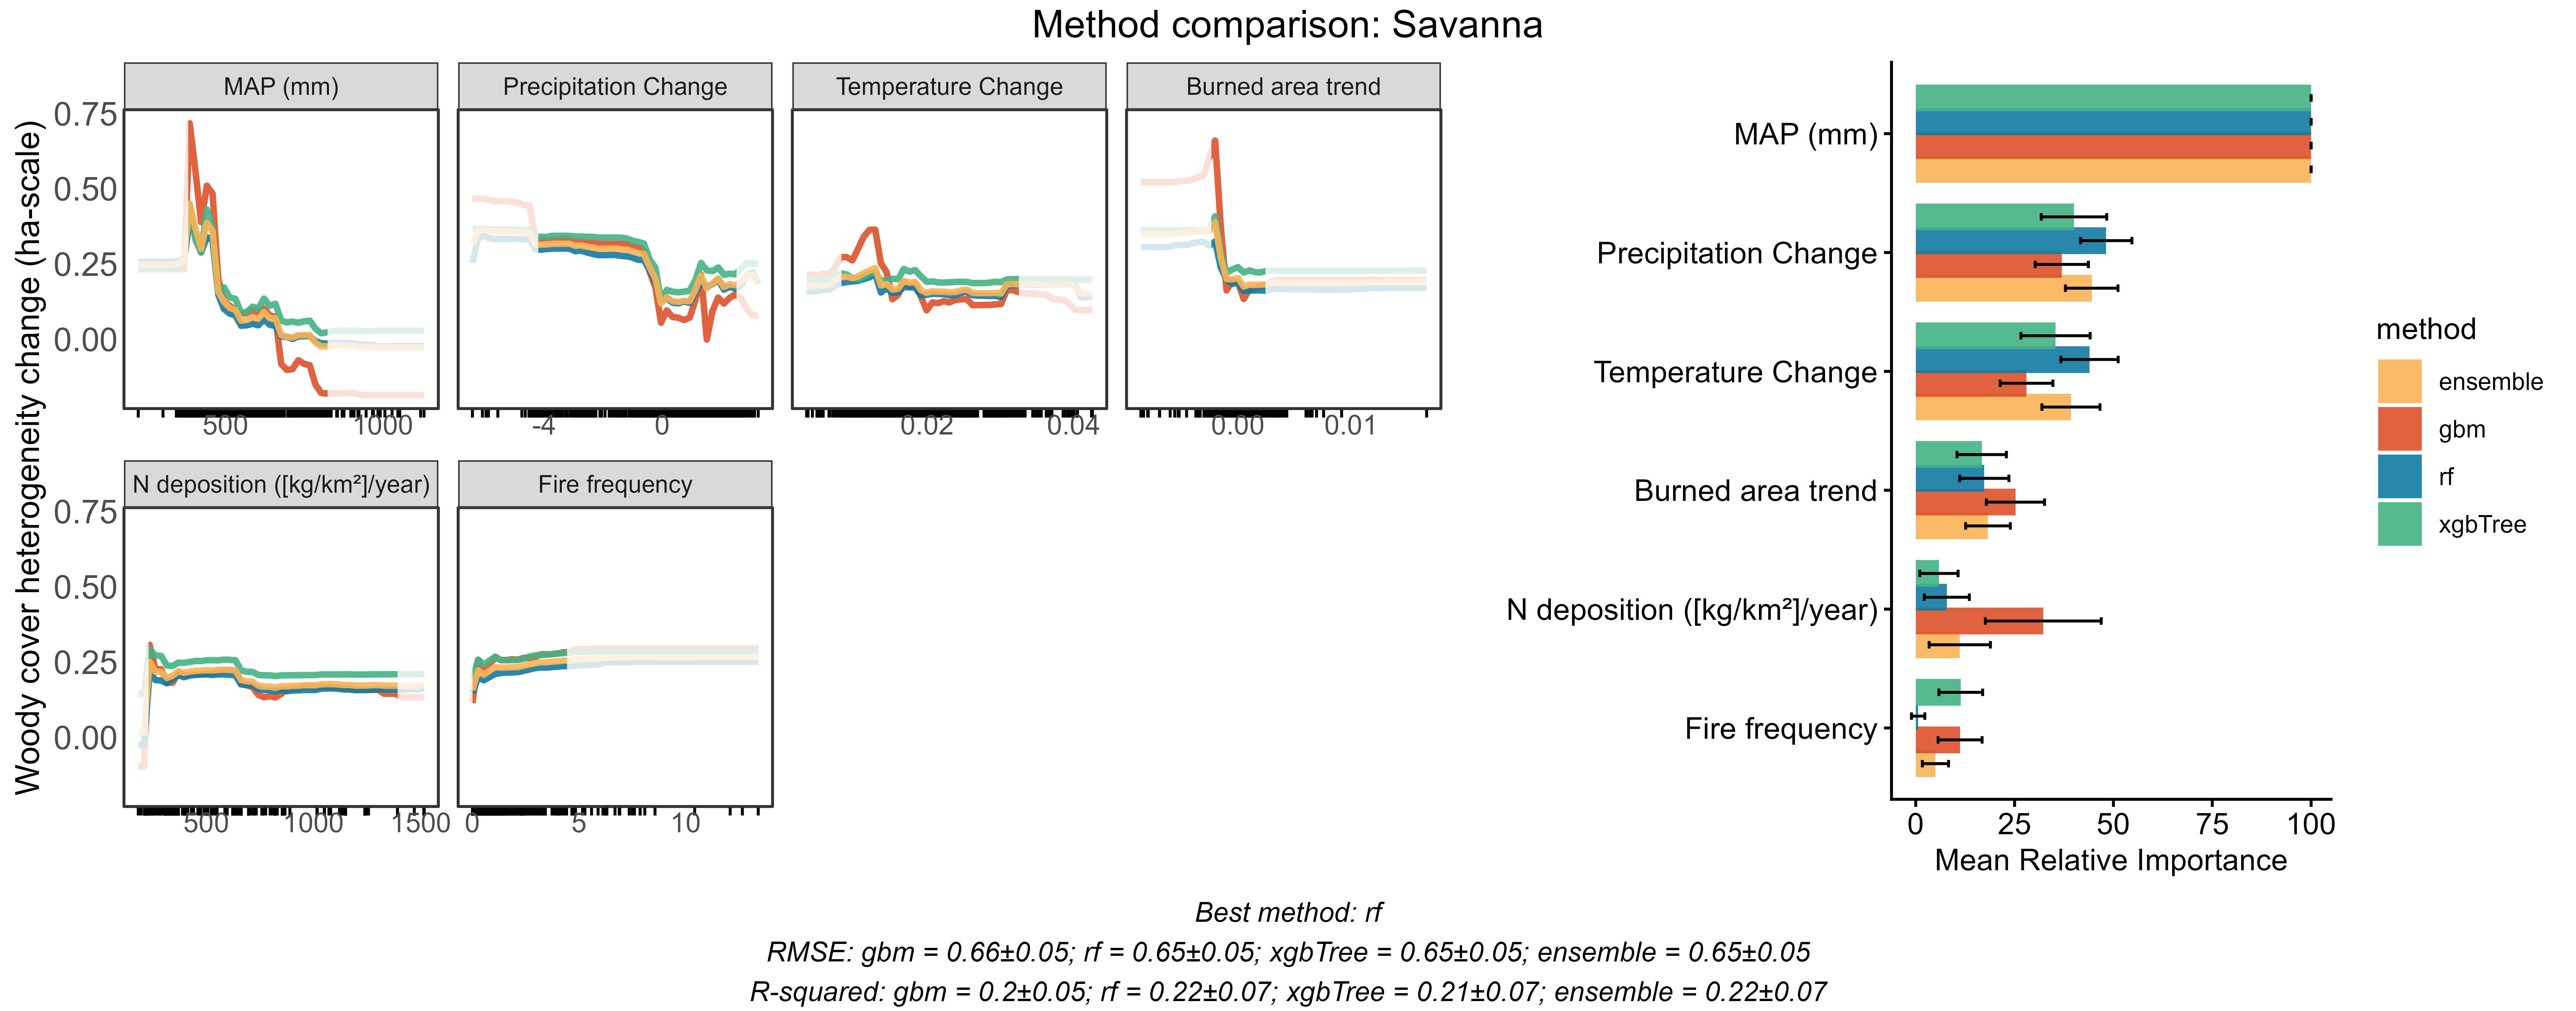 Method comparison: Savanna
Woody cover heterogeneity change (ha-scale)
MAP (mm)
Precipitation Change
Temperature Change
Burned area trend
0.75
0.50
0.25
0.00
500 1000
-4 0
0.02 0.04
0.00 0.01
N deposition ([kg/km²]/year)
Fire frequency
0.75
0.50
0.25
0.00
500 1000 1500
0 5 10
MAP (mm)
Precipitation Change
Temperature Change
Burned area trend
N deposition ([kg/km²]/year)
Fire frequency
0 25 50 75 100
Mean Relative Importance
method
ensemble
gbm
rf
xgbTree
Best method: rf
RMSE: gbm = 0.66±0.05; rf = 0.65±0.05; xgbTree = 0.65±0.05; ensemble = 0.65±0.05
R-squared: gbm = 0.2±0.05; rf = 0.22±0.07; xgbTree = 0.21±0.07; ensemble = 0.22±0.07